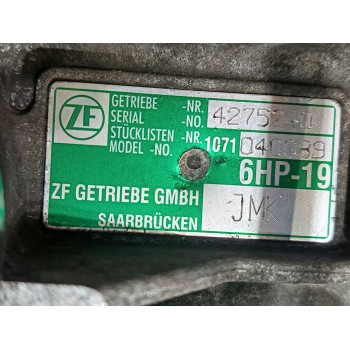 ZF
GETRIEBE -NR.
SERIAL -NO.
STÜCKLISTEN -NR.
MODEL -NO. 1071
6HP-19
ZF GETRIEBE GMBH
SAARBRÜCKEN
JMK